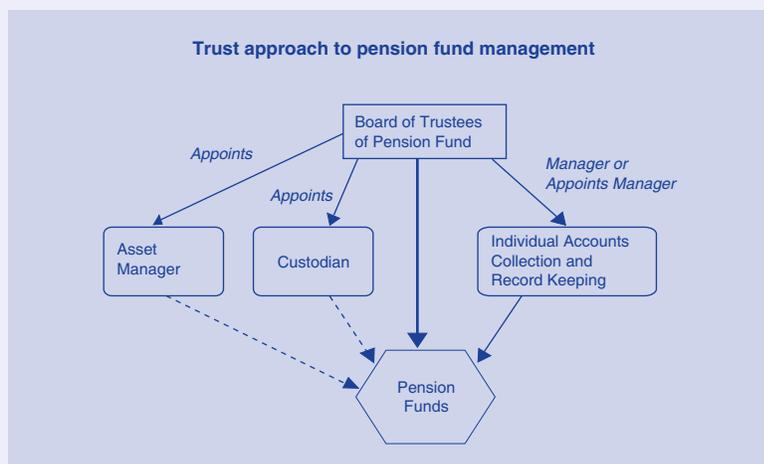 Trust approach to pension fund management
Board of Trustees
of Pension Fund
Appoints
Appoints
Manager or
Appoints Manager
Asset
Manager
Custodian
Individual Accounts
Collection and
Record Keeping
Pension
Funds